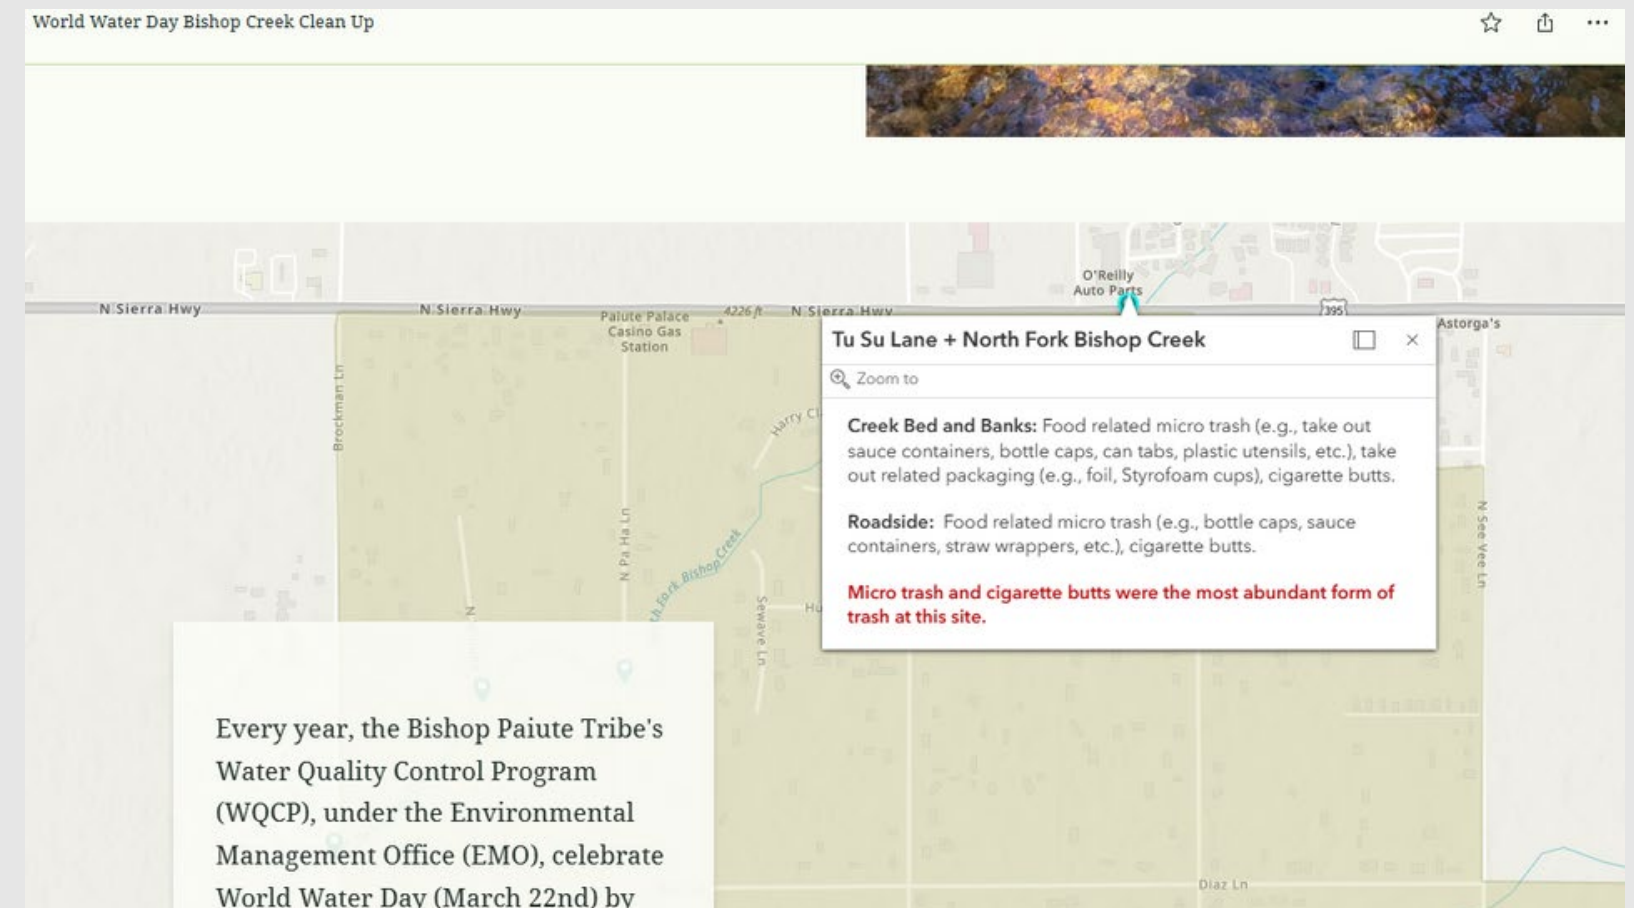 World Water Day Bishop Creek Clean Up
O'Reilly
Auto Parts
N Sierra Hwy
N Sierra Hwy
4226 ft
N Sierra Hwy
395
Paiute Palace
Casino Gas
Station
Astorga's
Tu Su Lane + North Fork Bishop Creek
Zoom to
Brockman Ln
Harry
Creek Bed and Banks: Food related micro trash (e.g., take out
sauce containers, bottle caps, can tabs, plastic utensils, etc.), take
out related packaging (e.g., foil, Styrofoam cups), cigarette butts.
Roadside: Food related micro trash (e.g., bottle caps, sauce
containers, straw wrappers, etc.), cigarette butts.
Micro trash and cigarette butts were the most abundant form of
trash at this site.
N Pa Ha Ln
Fork Bishop Creek
N See Vee Ln
Sewave Ln
Every year, the Bishop Paiute Tribe's
Water Quality Control Program
(WQCP), under the Environmental
Management Office (EMO), celebrate
World Water Day (March 22nd) by
Diaz Ln